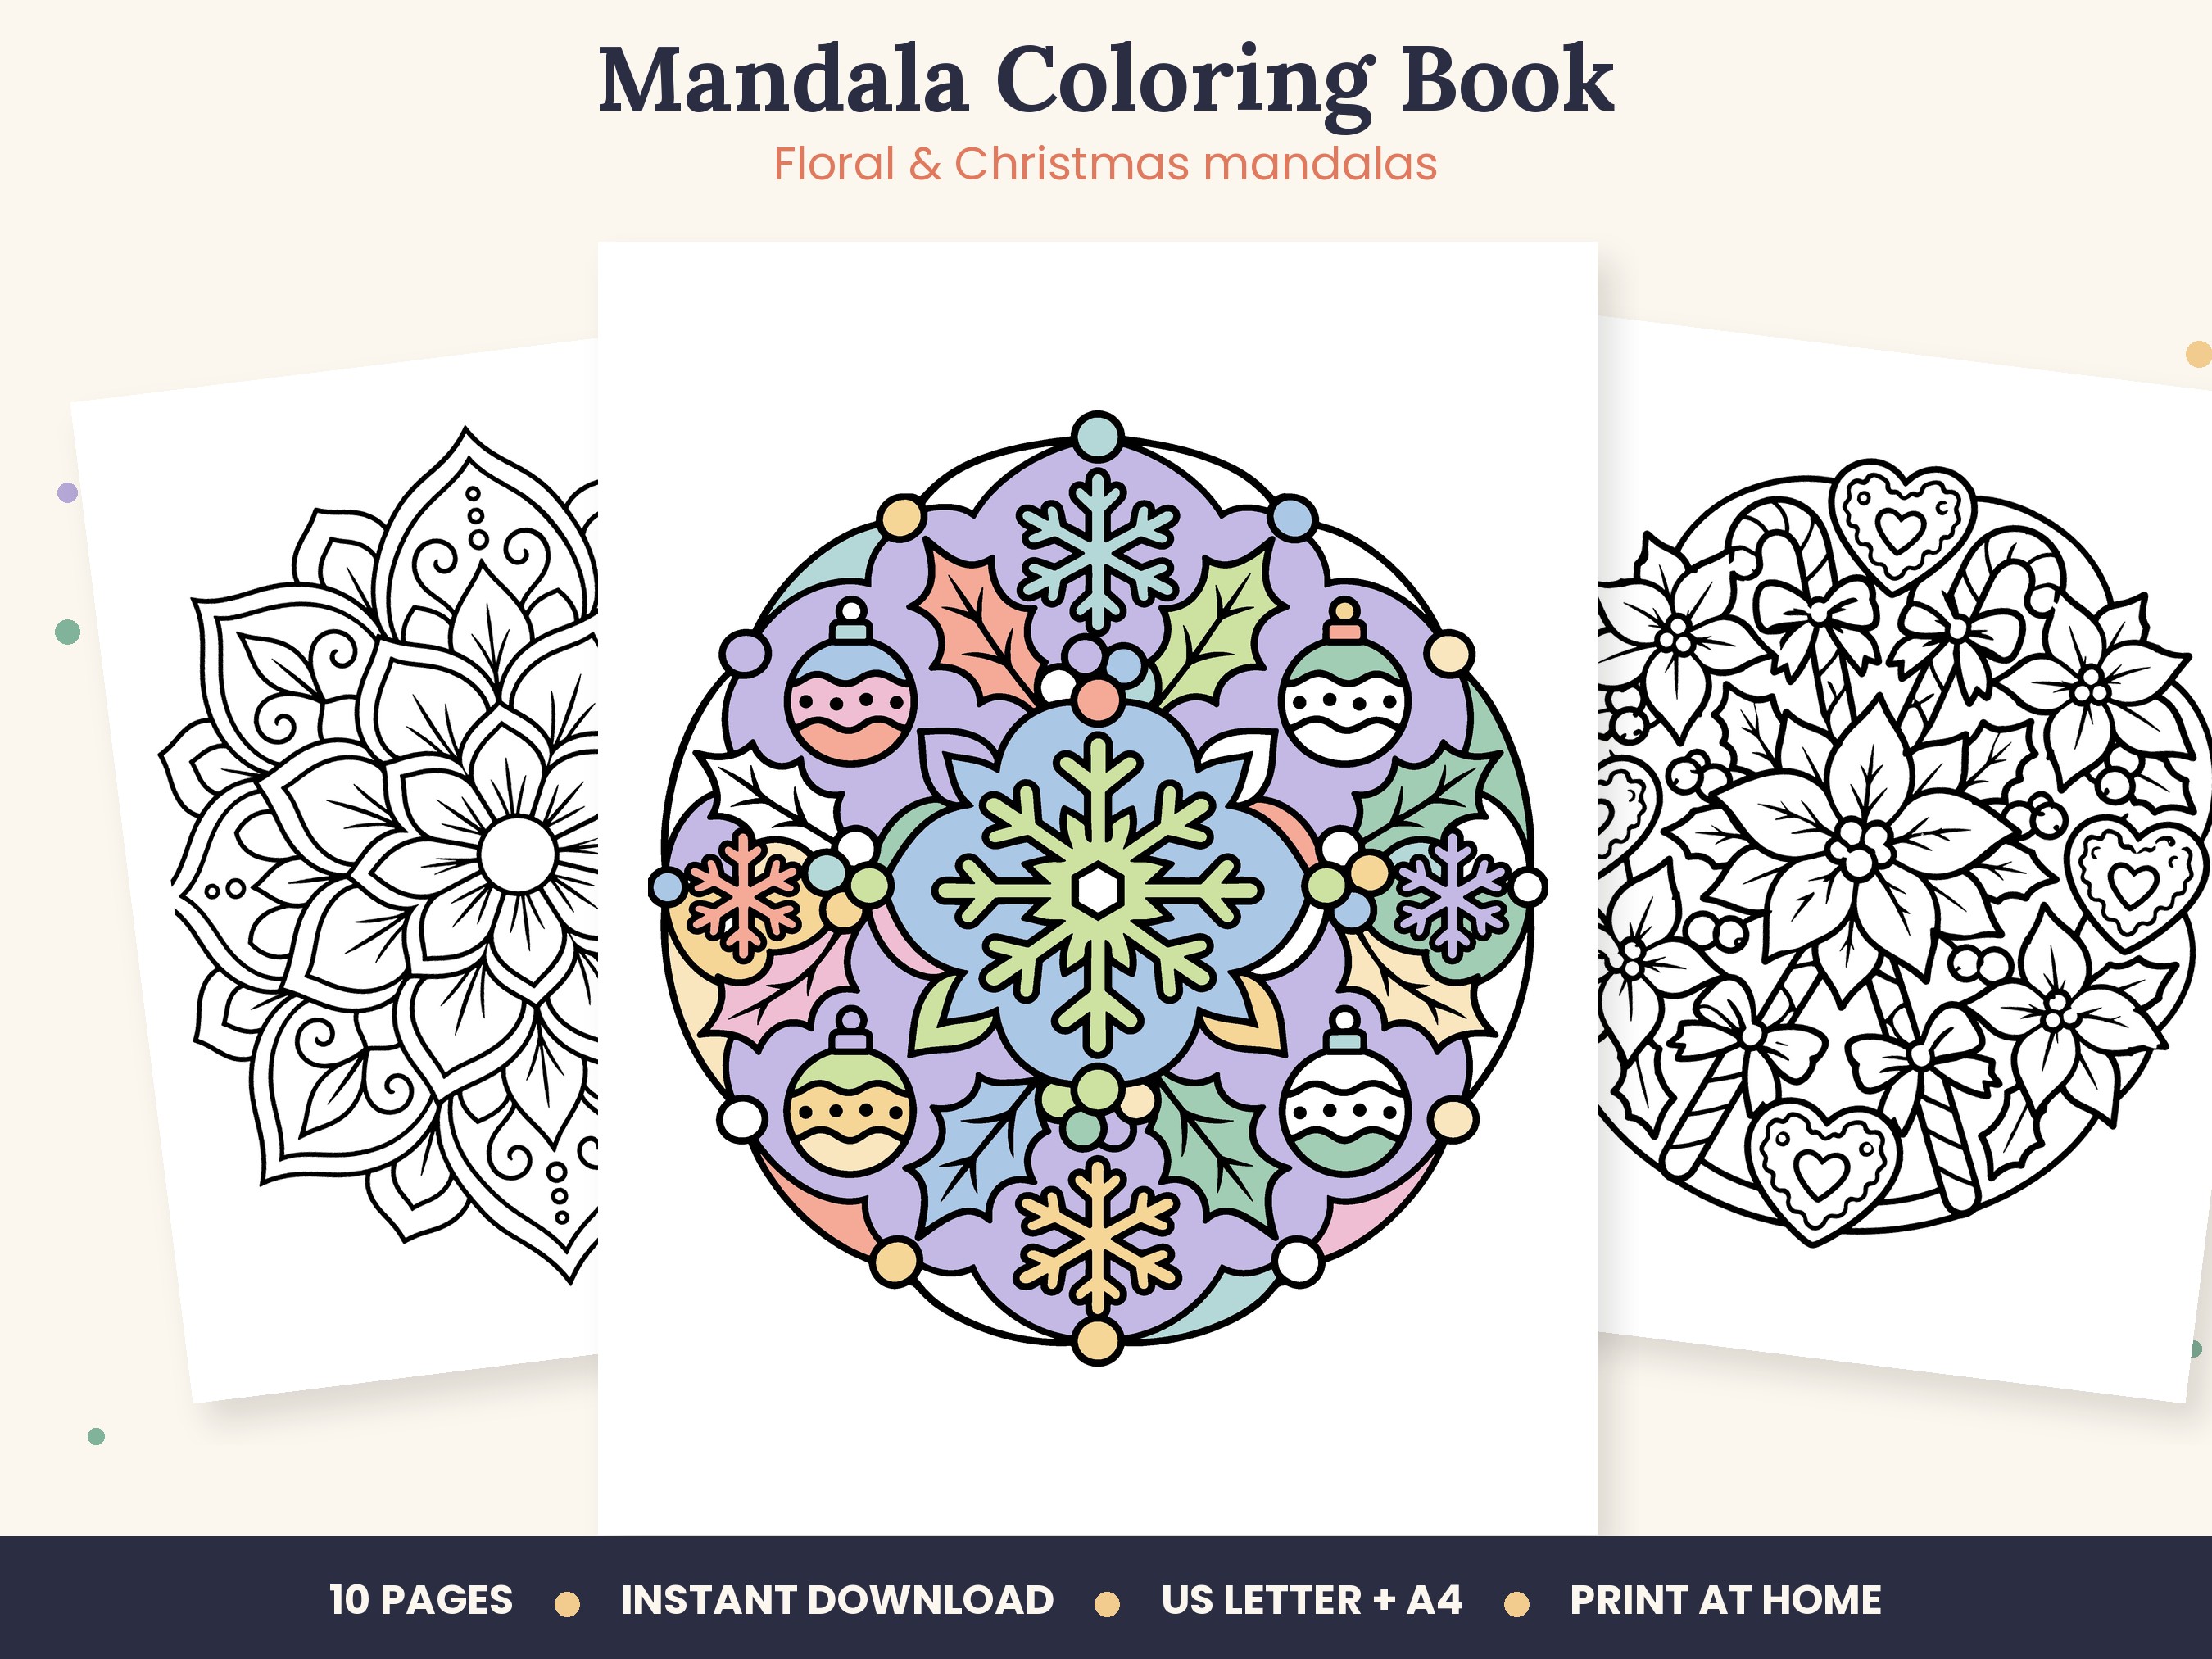 Mandala Coloring Book
Floral & Christmas mandalas
10 PAGES ● INSTANT DOWNLOAD ● US LETTER + A4 ● PRINT AT HOME